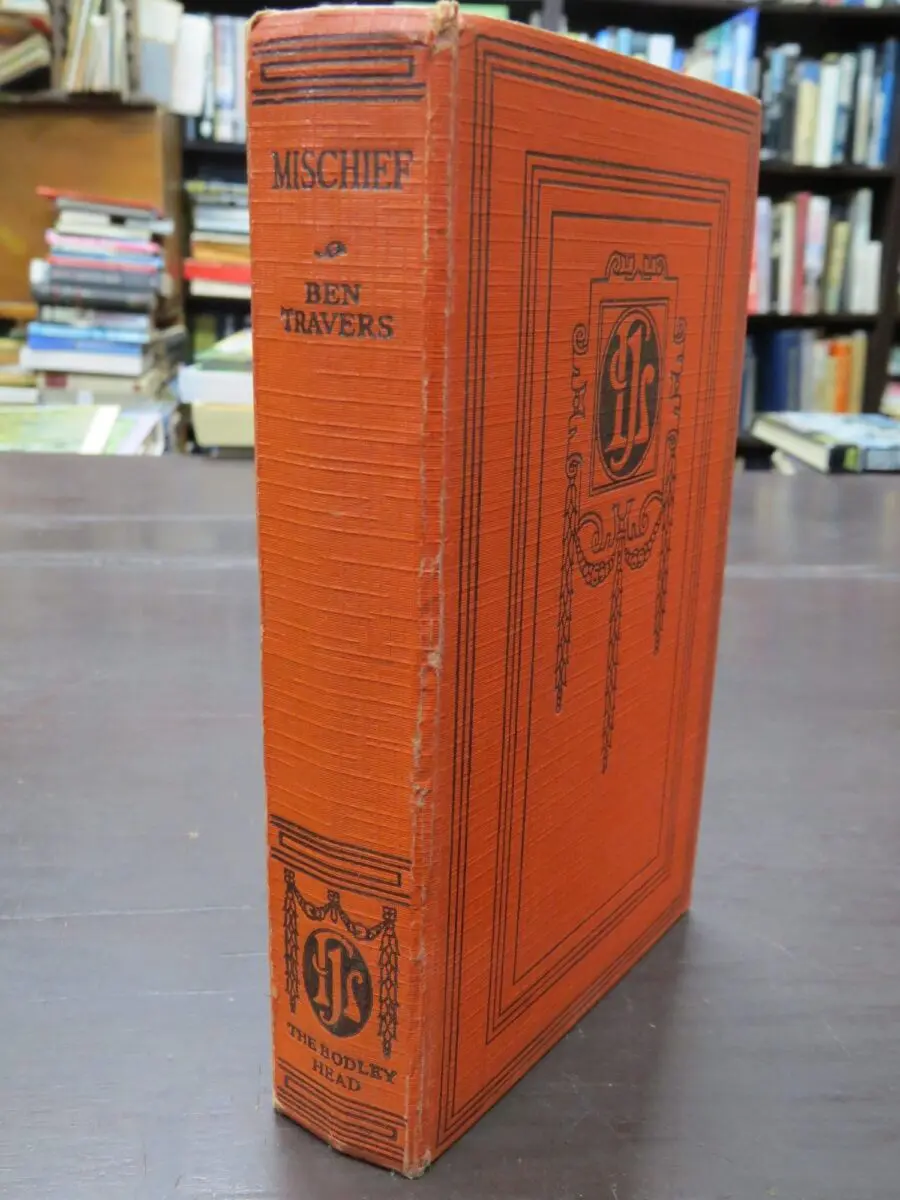 MISCHIEF
BEN
TRAVERS
THE BODLEY
HEAD